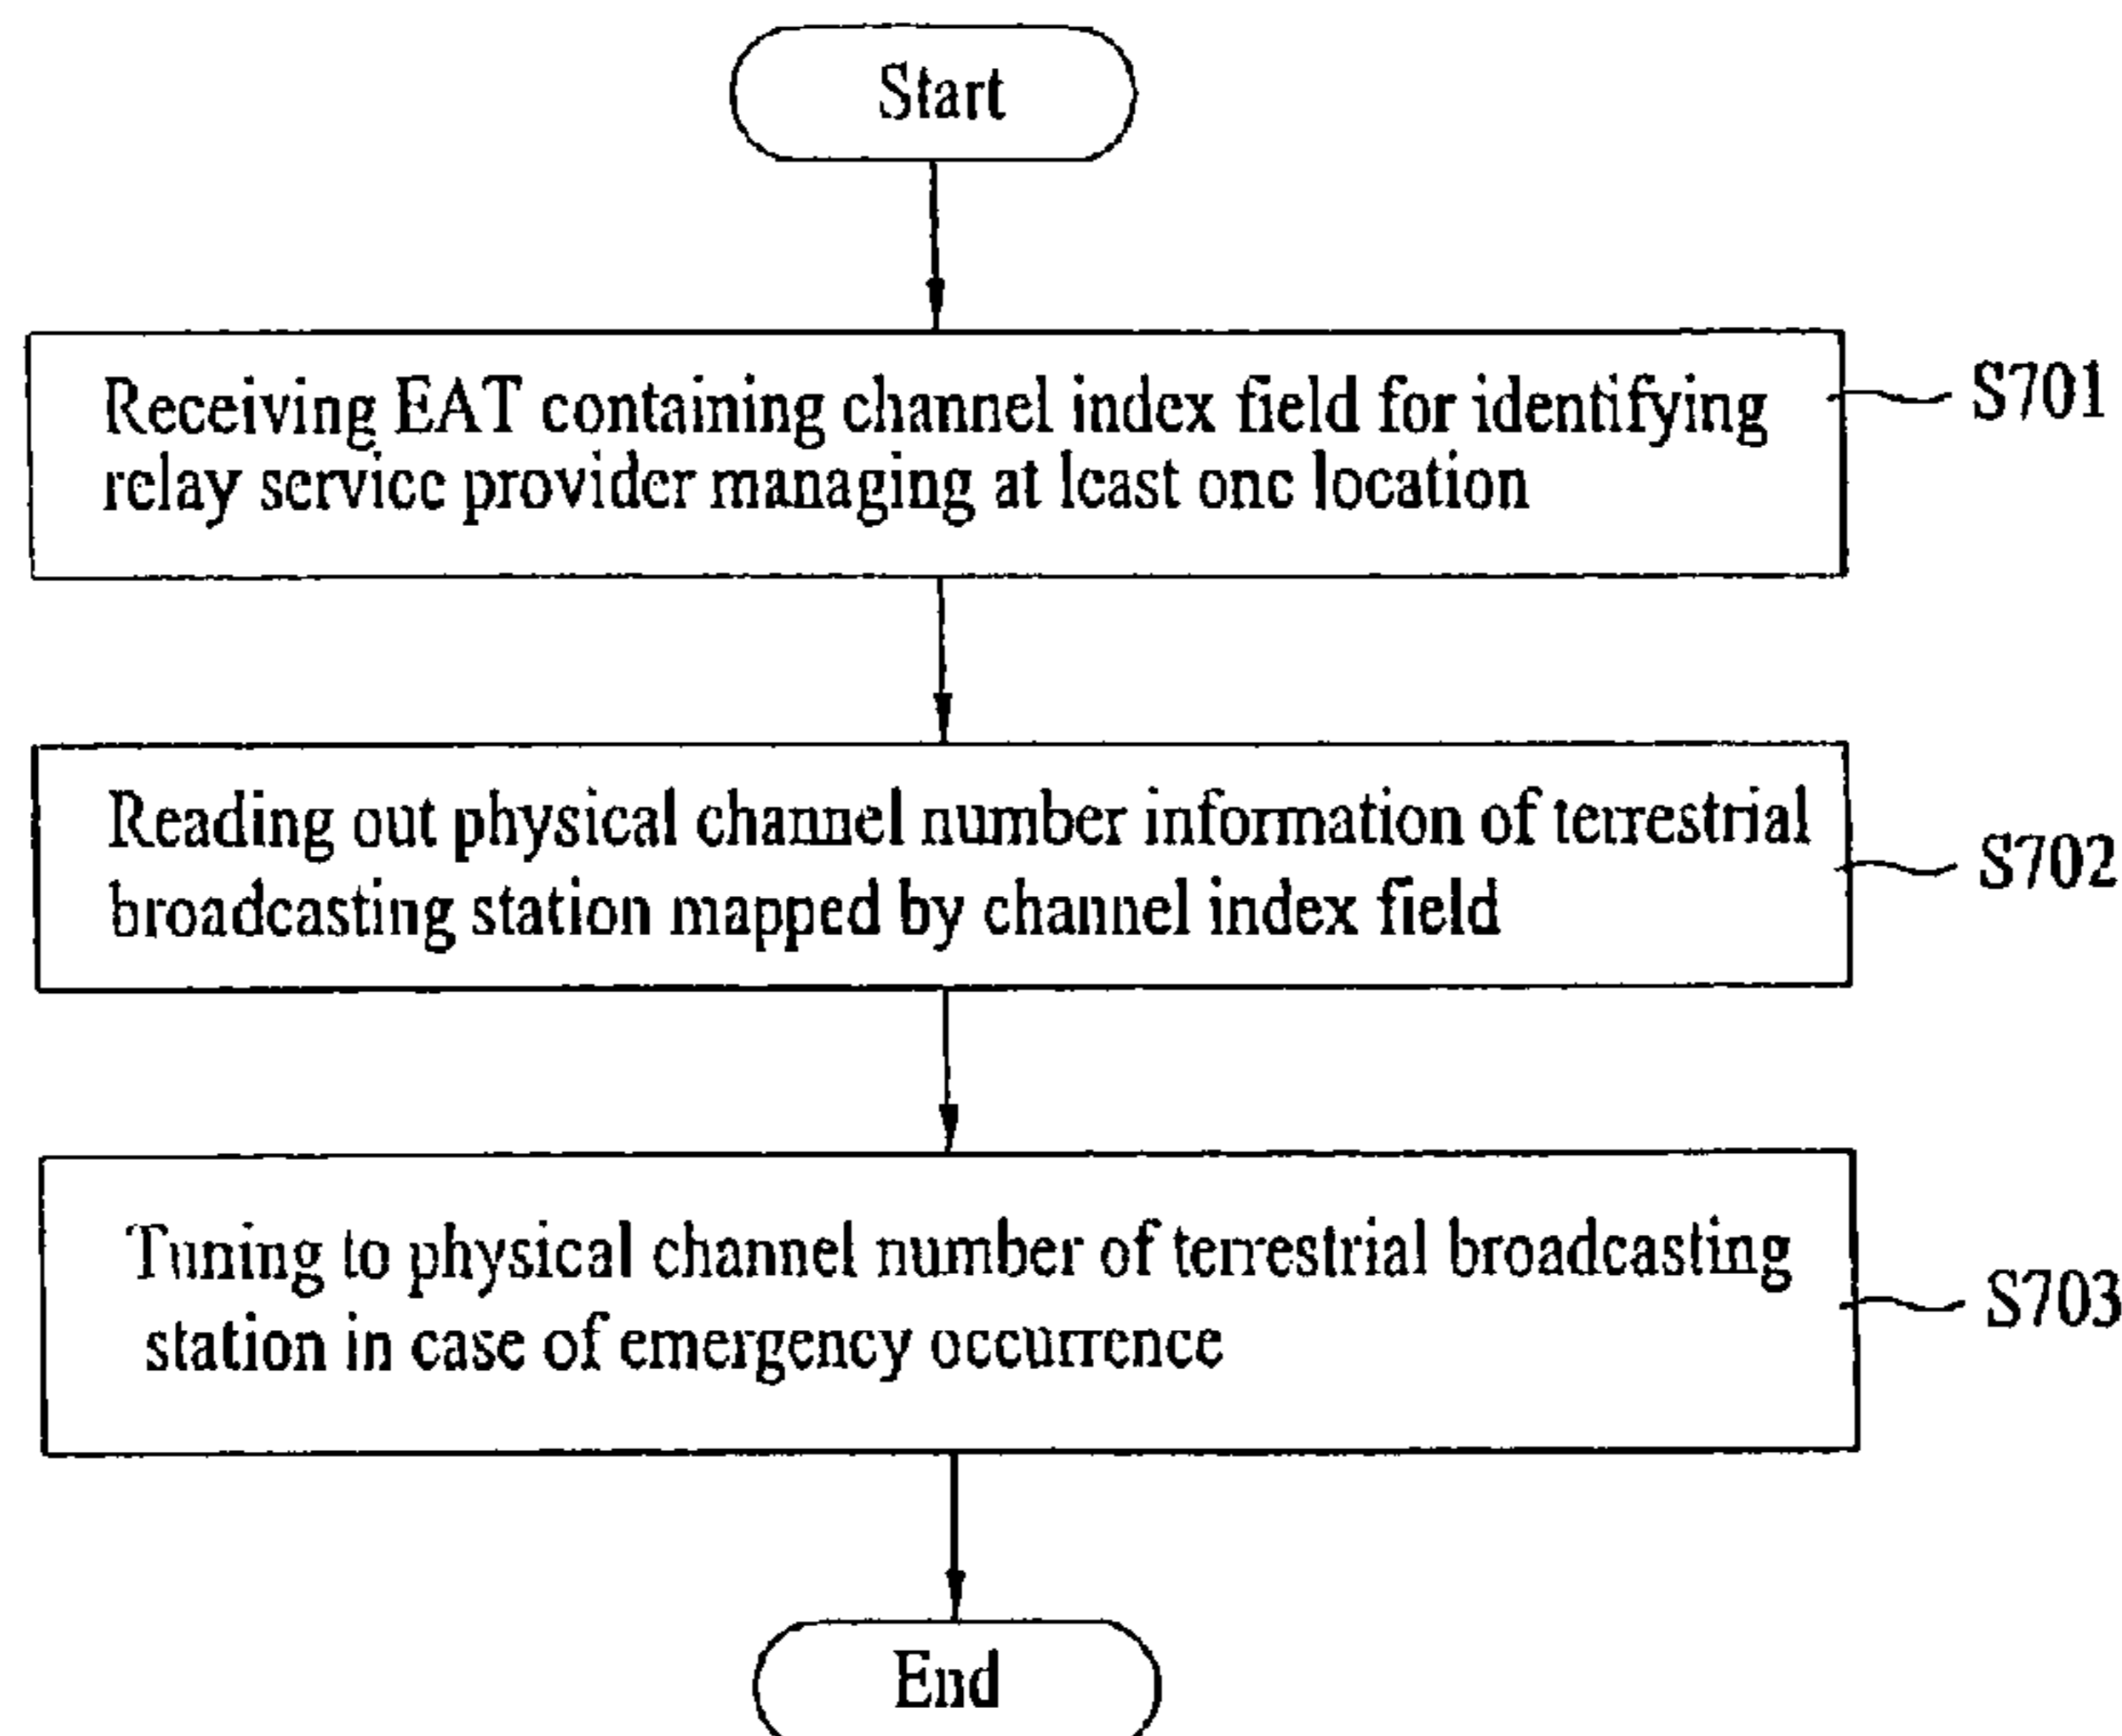 Start
Receiving EAT containing channel index field for identifying
relay service provider managing at least one location
S701
Reading out physical channel number information of terrestrial
broadcasting station mapped by channel index field
S702
Tuning to physical channel number of terrestrial broadcasting
station in case of emergency occurrence
S703
End